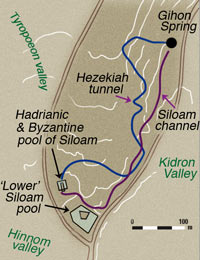 Gihon
Spring
Tyropoeon valley
Hezekiah
tunnel
Siloam
channel
Hadrianic
& Byzantine
pool of Siloam
Kidron
Valley
'Lower'
Siloam
pool
Hinnom
valley
0 100
m